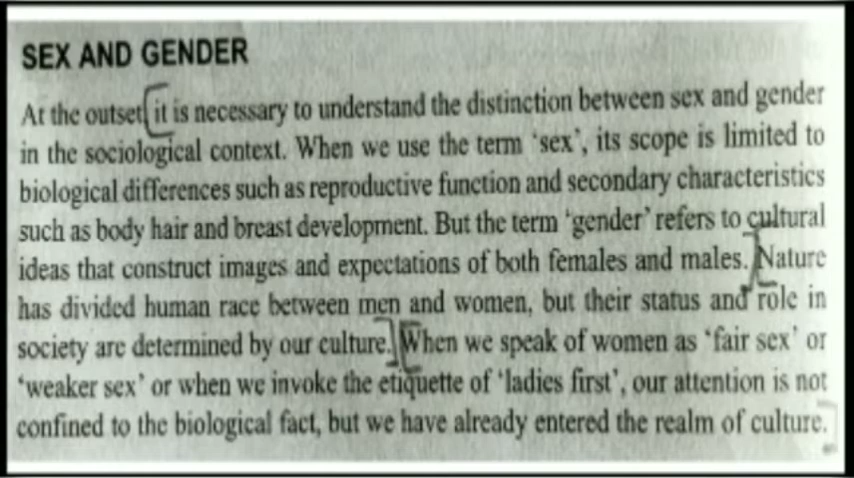 SEX AND GENDER
At the outset it is necessary to understand the distinction between sex and gender
in the sociological context. When we use the term 'sex', its scope is limited to
biological differences such as reproductive function and secondary characteristics
such as body hair and breast development. But the term 'gender' refers to cultural
ideas that construct images and expectations of both females and males. Nature
has divided human race between men and women, but their status and role in
society are determined by our culture. When we speak of women as 'fair sex' or
'weaker sex' or when we invoke the etiquette of 'ladies first', our attention is not
confined to the biological fact, but we have already entered the realm of culture.